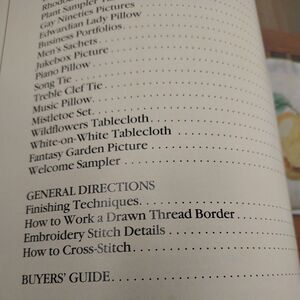 Rhodo
Plant Sampler
Gay Nineties Pictures
Edwardian Lady Pillow
Business Portfolios
Men's Sachets
Jukebox Picture
Piano Pillow
Song Tie
Treble Clef Tie
Music Pillow
Mistletoe Set
Wildflowers Tablecloth
White-on-White Tablecloth
Fantasy Garden Picture
Welcome Sampler
GENERAL DIRECTIONS
Finishing Techniques
How to Work a Drawn Thread Border
Embroidery Stitch Details
How to Cross-Stitch
BUYERS' GUIDE